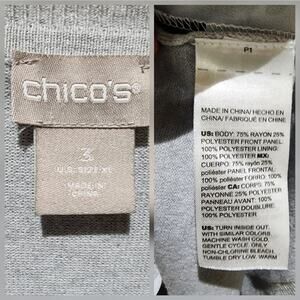 chico's®
3
U.S. SIZE XL
MADE IN
CHINA
P1
MADE IN CHINA/HECHO EN
CHINA/ FABRIQUE EN CHINE
US: BODY: 75% RAYON 25%
POLYESTER FRONT PANEL:
100% POLYESTER LINING:
100% POLYESTER MX:
CUERPO: 75% rayón 25%
poliéster PANEL FRONTAL:
100% poliéster FORRO: 100%
poliéster CA: CORPS: 75%
RAYONNE 25% POLYESTER
PANNEAU AVANT: 100%
POLYESTER DOUBLURE:
100% POLYESTER
US: TURN INSIDE OUT.
WITH SIMILAR COLORS
MACHINE WASH COLD,
GENTLE CYCLE. ONLY
NON-CHLORINE BLEACH.
TUMBLE DRY LOW. WARM